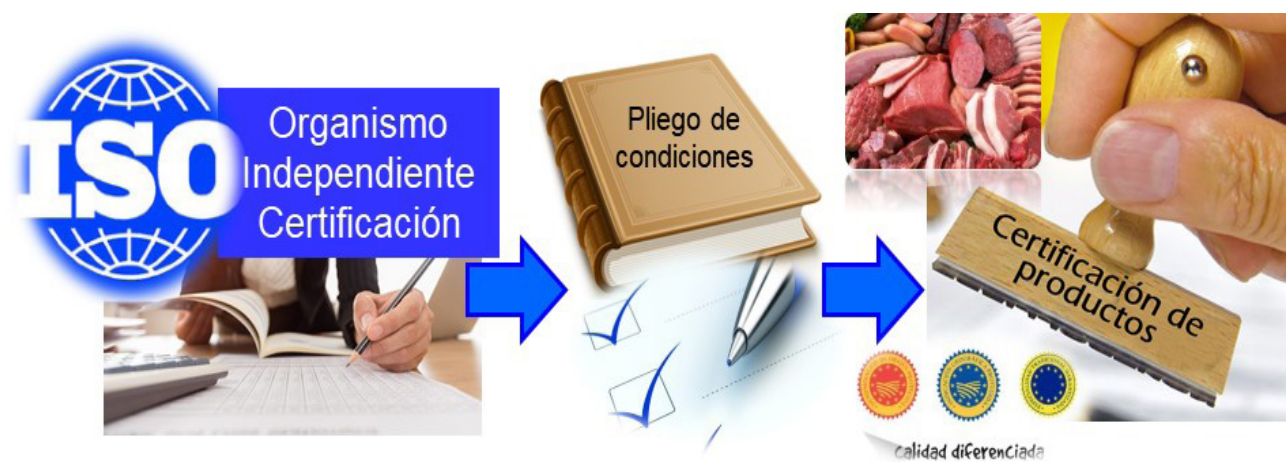 ISO
Organismo
Independiente
Certificación
Pliego de
condiciones
Certificación de
productos
calidad diferenciada